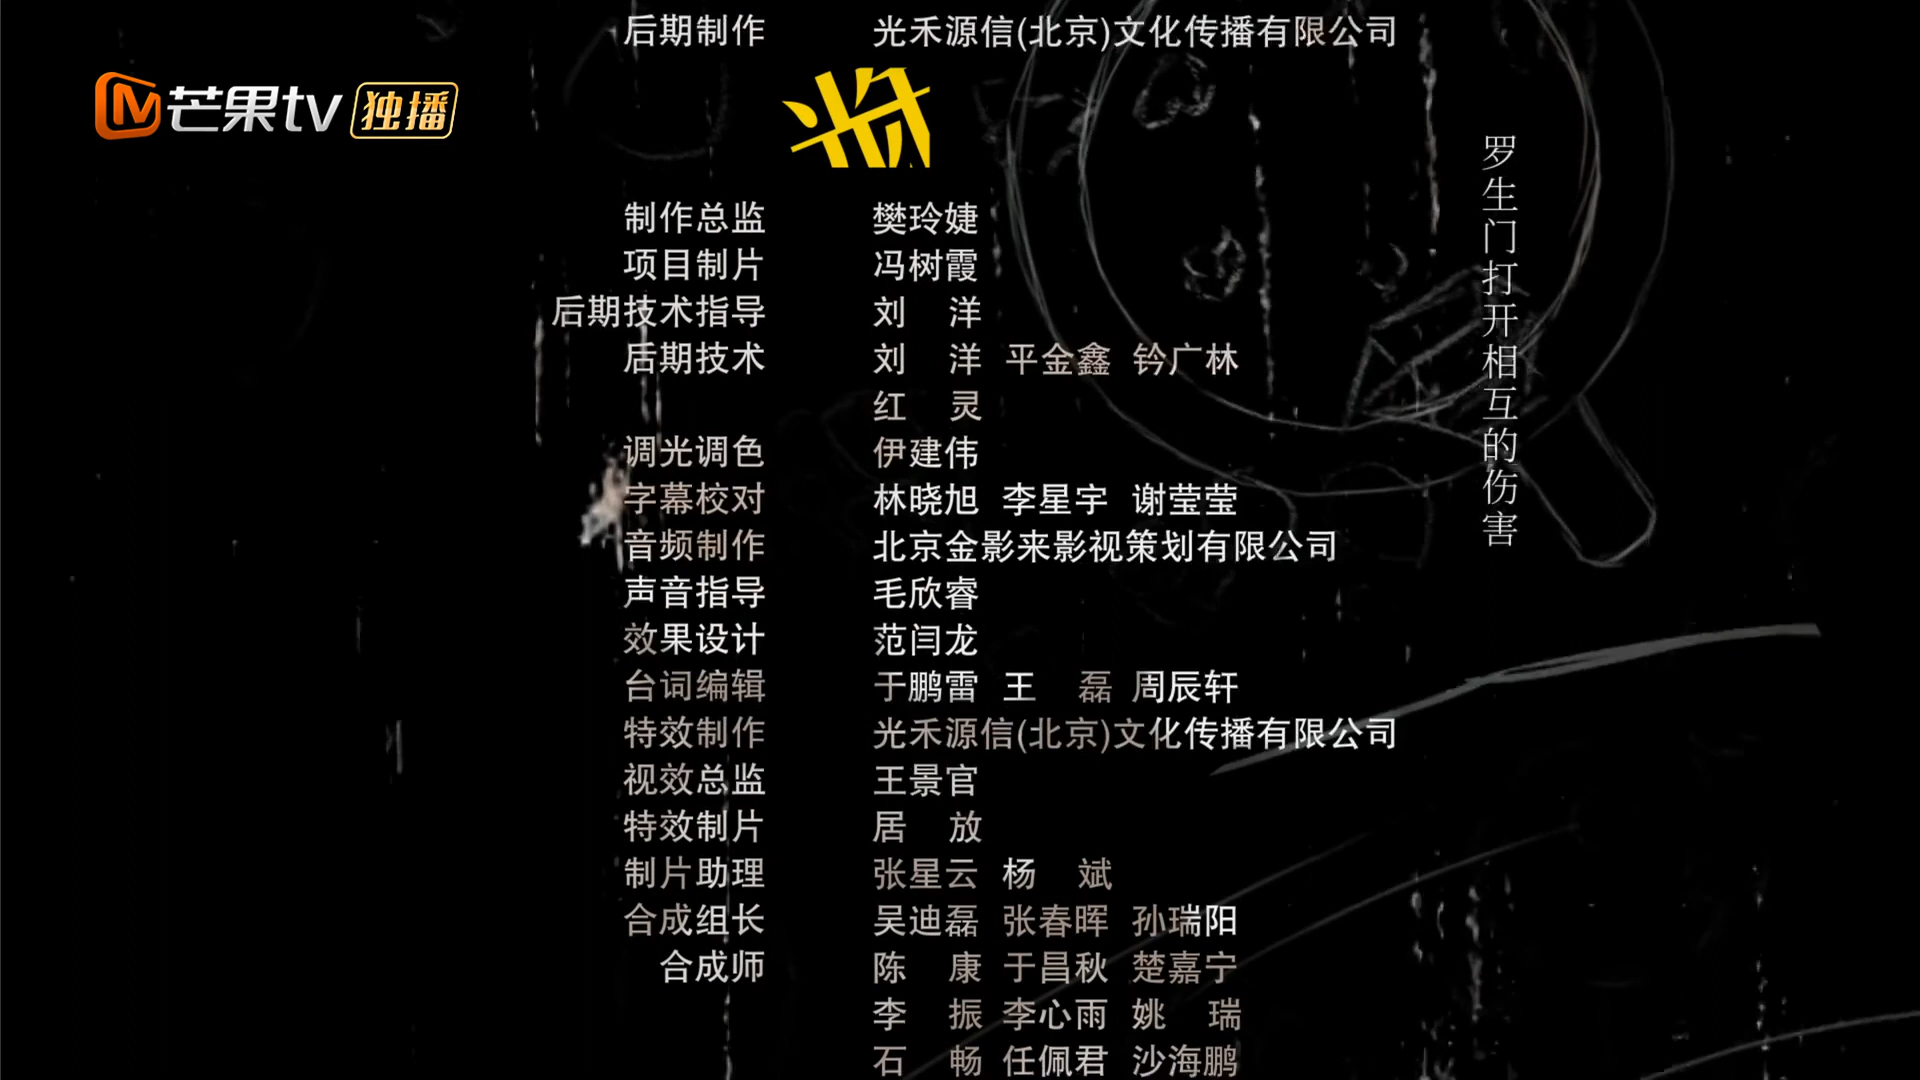 后期制作 光禾源信(北京)文化传播有限公司
芒果tv 独播
制作总监 樊玲婕
项目制片 冯树霞
后期技术指导 刘 洋
后期技术 刘 洋 平金鑫 钤广林
红 灵
调光调色 伊建伟
字幕校对 林晓旭 李星宇 谢莹莹
音频制作 北京金影来影视策划有限公司
声音指导 毛欣睿
效果设计 范闫龙
台词编辑 于鹏雷 王 磊 周辰轩
特效制作 光禾源信(北京)文化传播有限公司
视效总监 王景官
特效制片 居 放
制片助理 张星云 杨 斌
合成组长 吴迪磊 张春晖 孙瑞阳
合成师 陈 康 于昌秋 楚嘉宁
李 振 李心雨 姚 瑞
石 畅 任佩君 沙海鹏
罗生门打开相互的伤害